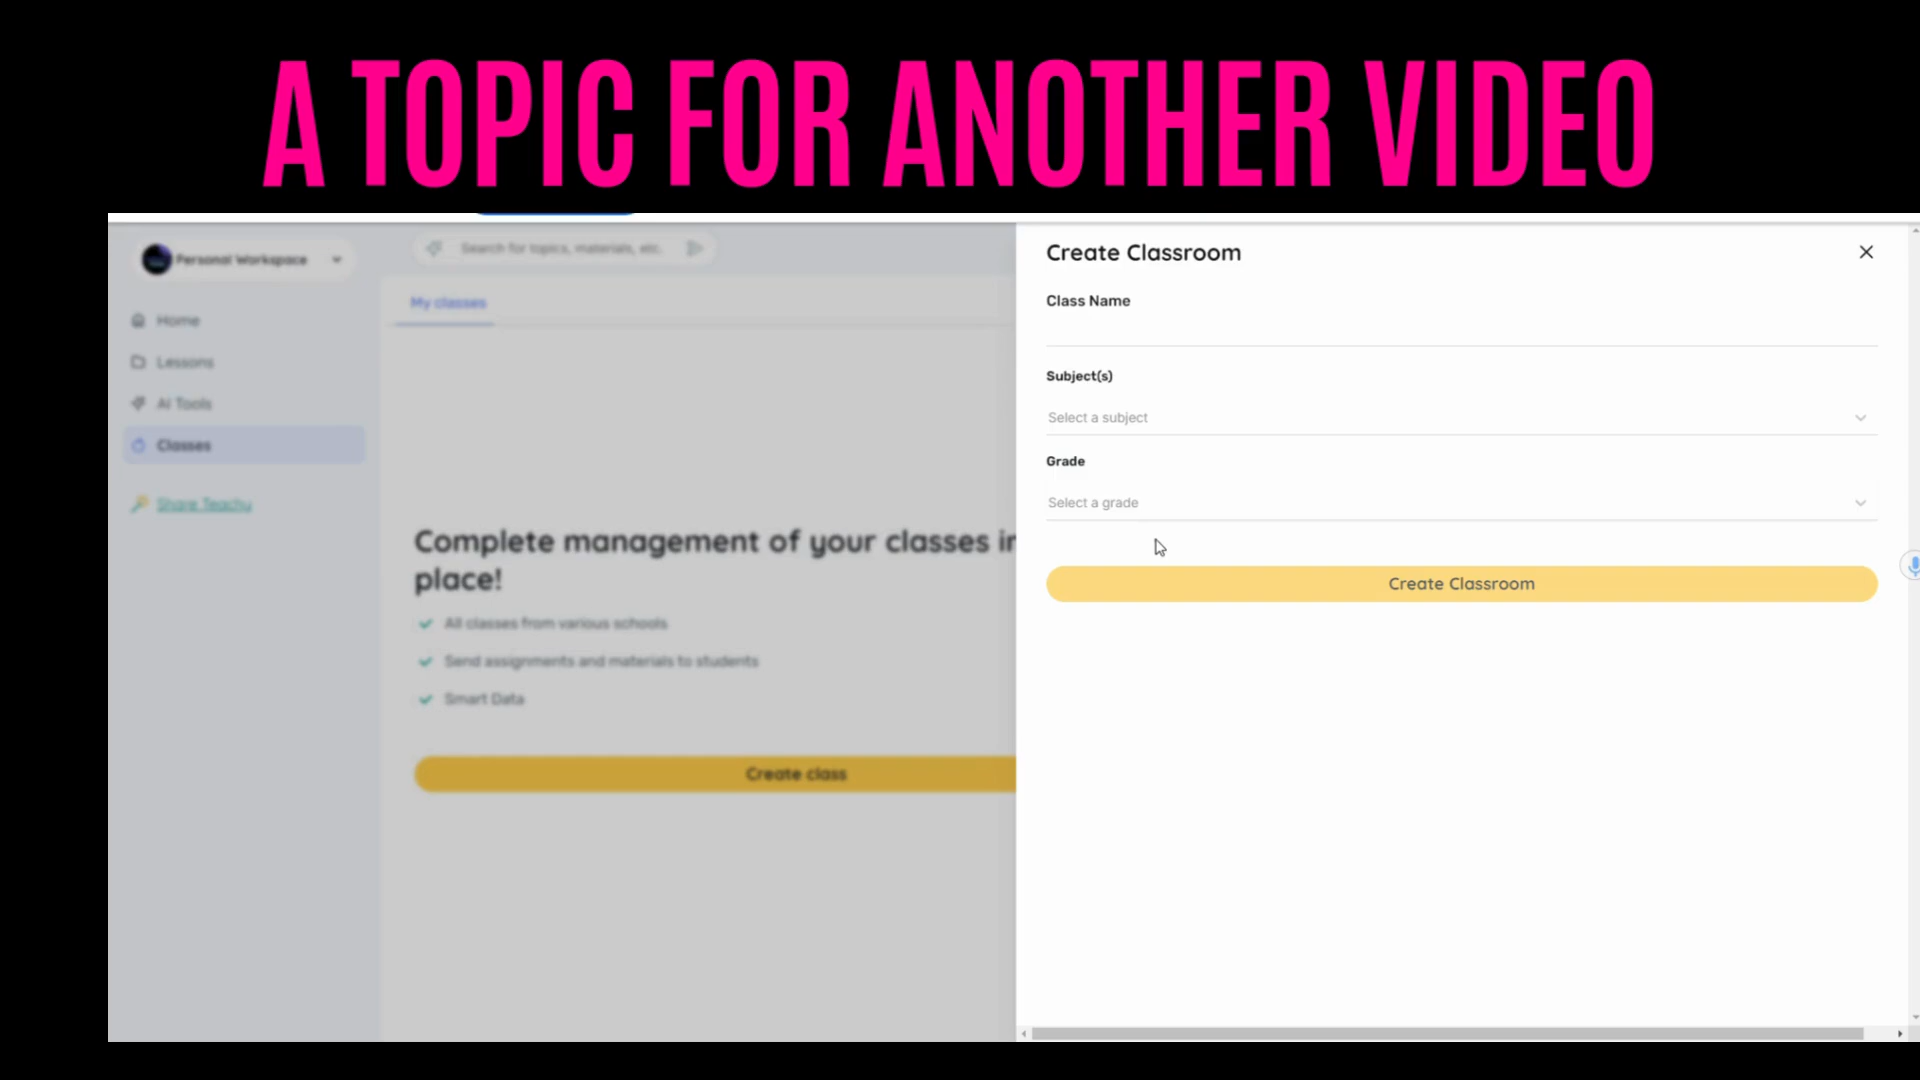 A TOPIC FOR ANOTHER VIDEO
Personal Workspace
Search for topics, materials, etc.
Home
Lessons
AI Tools
Classes
Share Teachy
My classes
Complete management of your classes in
place!
All classes from various schools
Send assignments and materials to students
Smart Data
Create class
Create Classroom
Class Name
Subject(s)
Select a subject
Grade
Select a grade
Create Classroom